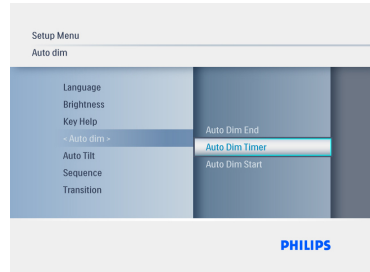 Setup Menu
Auto dim
Language
Brightness
Key Help
< Auto dim >
Auto Tilt
Sequence
Transition
Auto Dim End
Auto Dim Timer
Auto Dim Start
PHILIPS